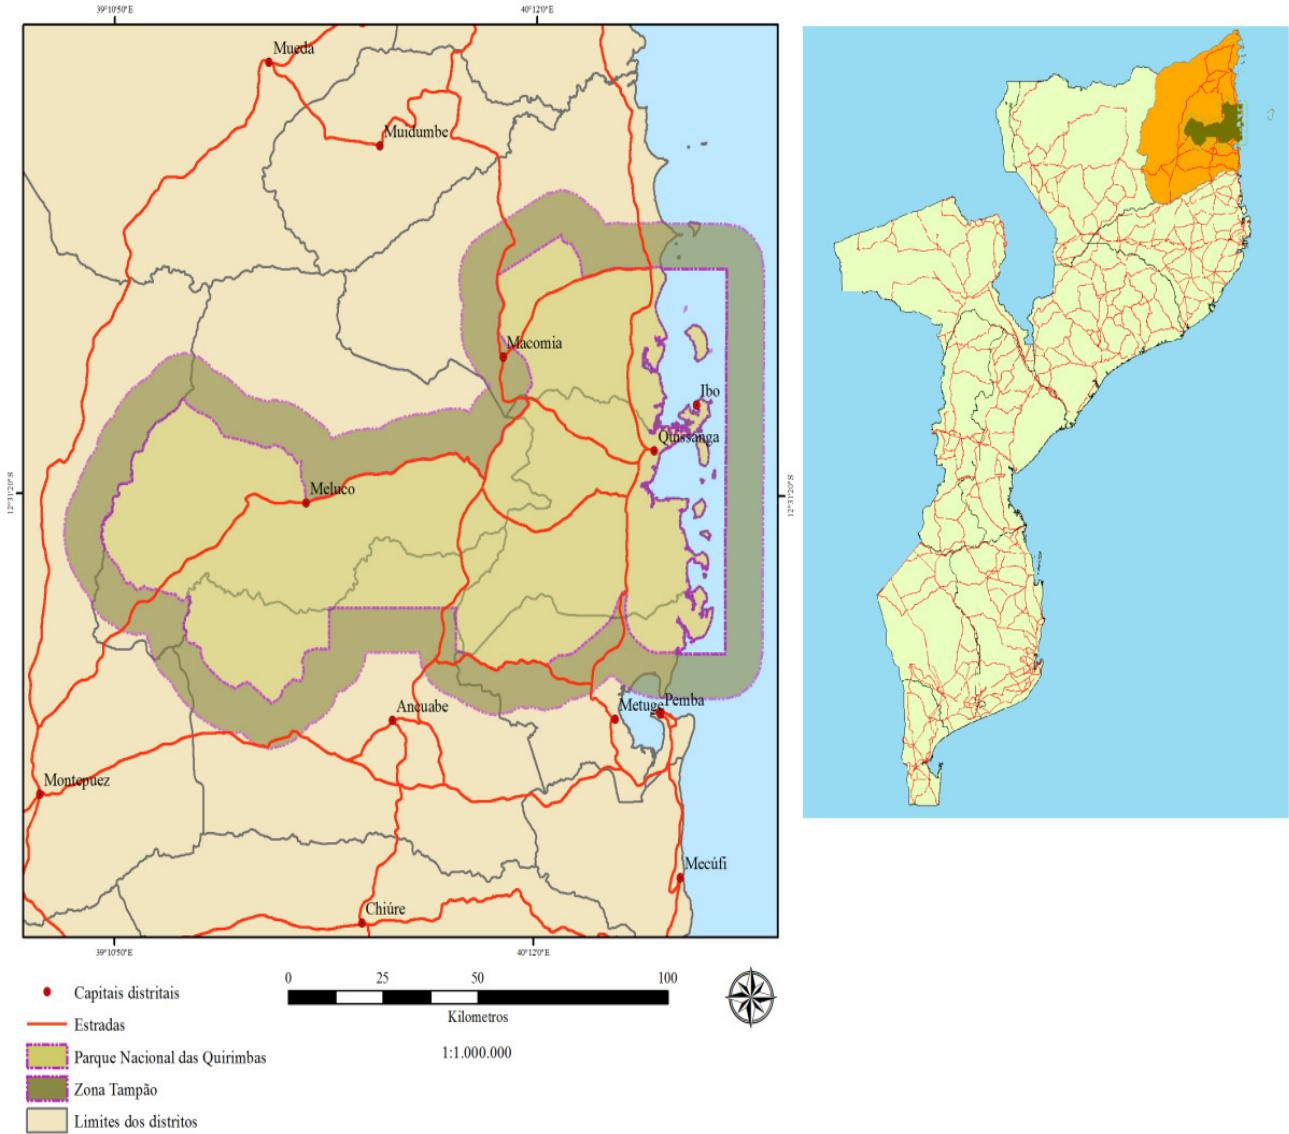 39°10'50"E
40°12'0"E
Mueda
Muidumbe
Macomia
Ibo
Quissanga
12°31'20"S
Meluco
12°31'20"S
Ancuabe
Metuge
Pemba
Montepuez
Mecúfi
Chiúre
39°10'50"E
40°12'0"E
0 25 50 100
Kilometros
1:1.000.000
Capitais distritais
Estradas
Parque Nacional das Quirimbas
Zona Tampão
Limites dos distritos